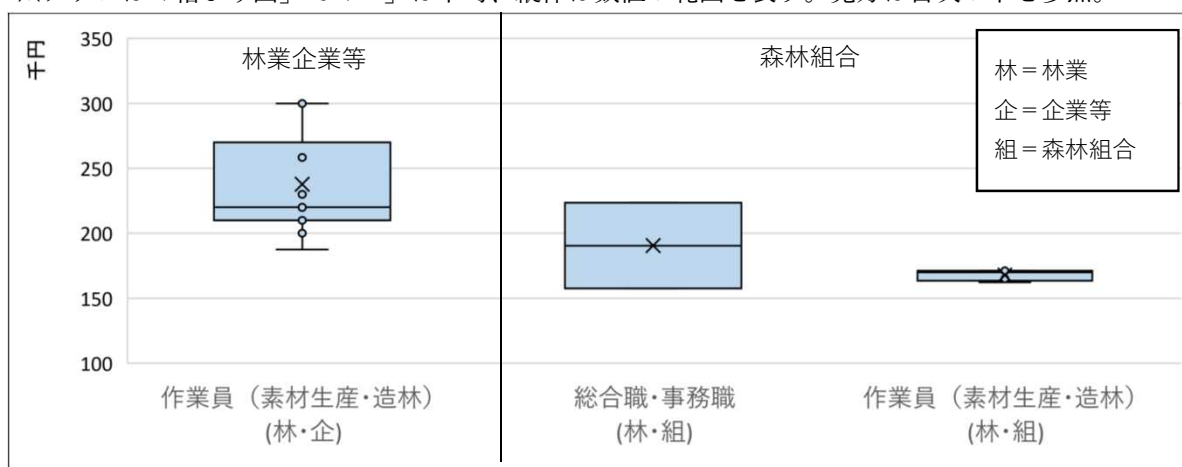 千円
350
300
250
200
150
100
林業企業等
森林組合
林＝林業
企＝企業等
組＝森林組合
作業員（素材生産･造林）
(林･企)
総合職･事務職
(林･組)
作業員（素材生産･造林）
(林･組)